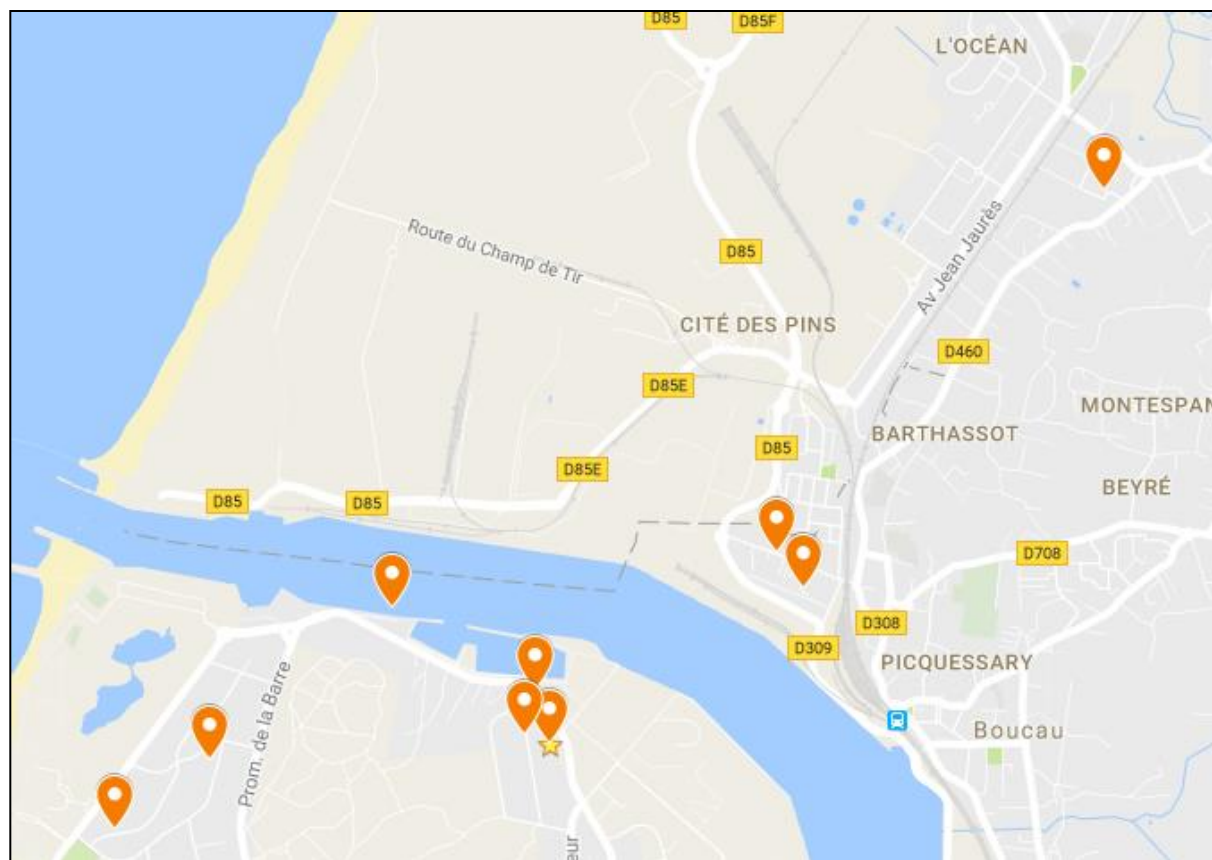 D85
D85F
L'OCÉAN
Route du Champ de Tir
D85
Av Jean Jaurès
CITÉ DES PINS
D460
D85E
MONTESPAN
BARTHASSOT
D85
D85E
BEYRÉ
D85
D85
D708
D308
D309
PICQUESSARY
Prom. de la Barre
Boucau
eur